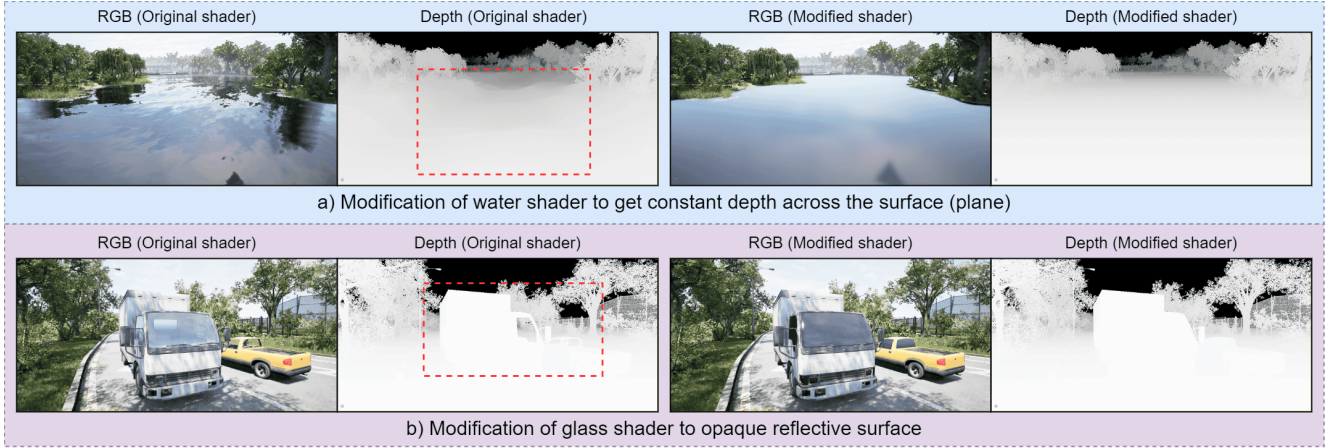 RGB (Original shader) Depth (Original shader) RGB (Modified shader) Depth (Modified shader)
a) Modification of water shader to get constant depth across the surface (plane)
RGB (Original shader) Depth (Original shader) RGB (Modified shader) Depth (Modified shader)
b) Modification of glass shader to opaque reflective surface